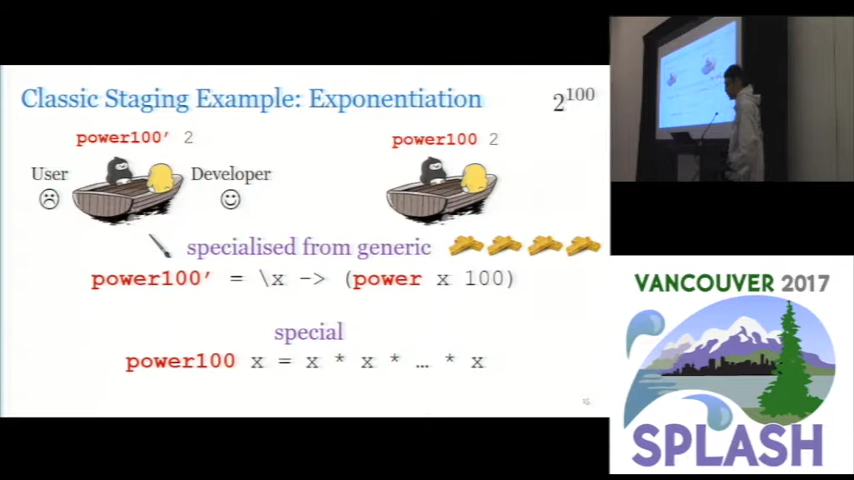 Classic Staging Example: Exponentiation
2^100
power100' 2
power100 2
User
Developer
specialised from generic
power100' = \x -> (power x 100)
special
power100 x = x * x * … * x
VANCOUVER 2017
SPLASH